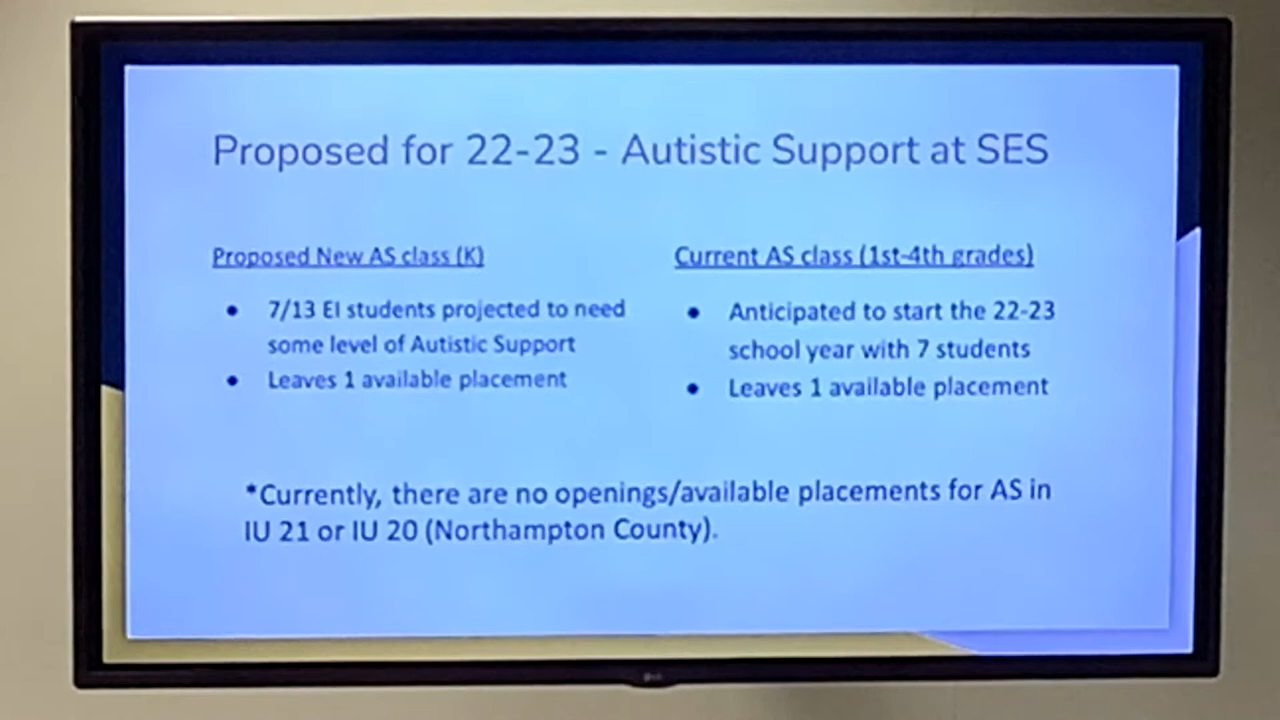 Proposed for 22-23 - Autistic Support at SES
Proposed New AS class (K)
● 7/13 EI students projected to need
some level of Autistic Support
● Leaves 1 available placement
Current AS class (1st-4th grades)
● Anticipated to start the 22-23
school year with 7 students
● Leaves 1 available placement
*Currently, there are no openings/available placements for AS in
IU 21 or IU 20 (Northampton County).
LG